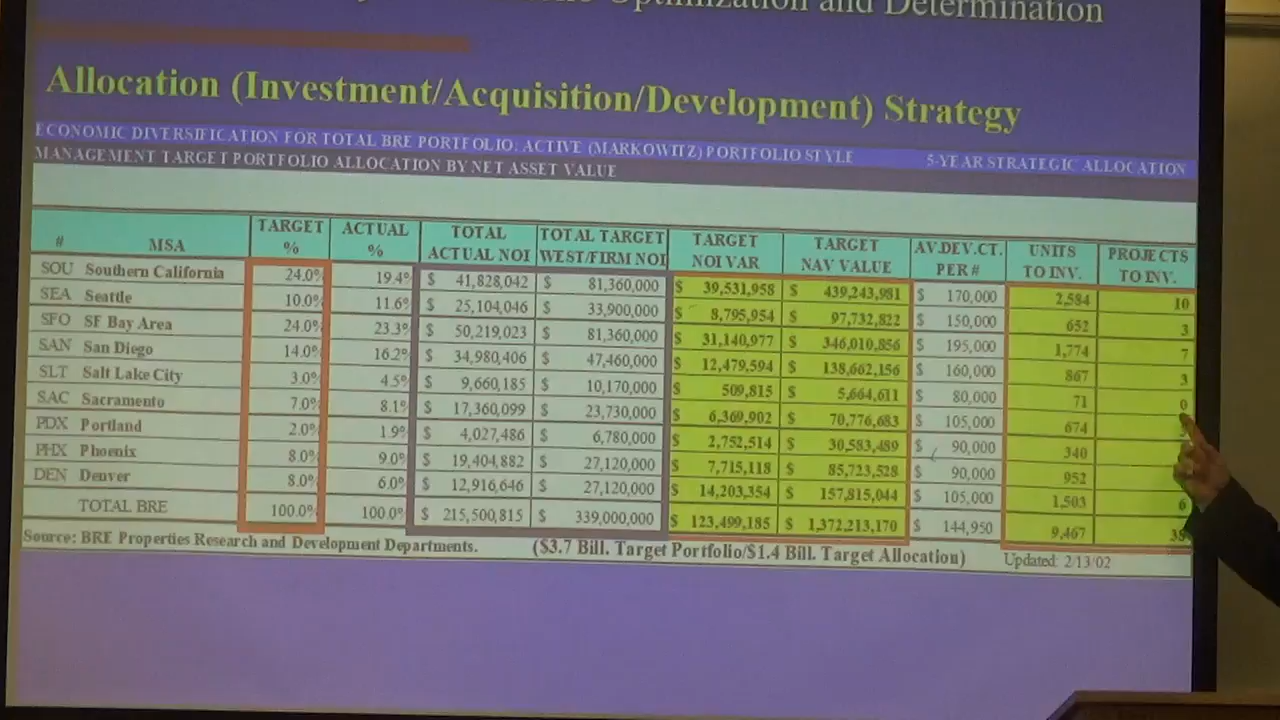 Optimization and Determination
Allocation (Investment/Acquisition/Development) Strategy
ECONOMIC DIVERSIFICATION FOR TOTAL BRE PORTFOLIO: ACTIVE (MARKOWITZ) PORTFOLIO STYLE 5-YEAR STRATEGIC ALLOCATION
MANAGEMENT TARGET PORTFOLIO ALLOCATION BY NET ASSET VALUE
# MSA TARGET % ACTUAL % TOTAL ACTUAL NOI TOTAL TARGET WEST/FIRM NOI TARGET NOI VAR TARGET NAV VALUE AV.DEV.CT. PER # UNITS TO INV. PROJECTS TO INV.
SOU Southern California 24.0% 19.4% $ 41,828,042 $ 81,360,000 $ 39,531,958 $ 439,243,981 $ 170,000 2,584 10
SEA Seattle 10.0% 11.6% $ 25,104,046 $ 33,900,000 $ 8,795,954 $ 97,732,822 $ 150,000 652 3
SFO SF Bay Area 24.0% 23.3% $ 50,219,023 $ 81,360,000 $ 31,140,977 $ 346,010,856 $ 195,000 1,774 7
SAN San Diego 14.0% 16.2% $ 34,980,406 $ 47,460,000 $ 12,479,594 $ 138,662,156 $ 160,000 867 3
SLT Salt Lake City 3.0% 4.5% $ 9,660,185 $ 10,170,000 $ 509,815 $ 5,664,611 $ 80,000 71 0
SAC Sacramento 7.0% 8.1% $ 17,360,099 $ 23,730,000 $ 6,369,902 $ 70,776,683 $ 105,000 674
PDX Portland 2.0% 1.9% $ 4,027,486 $ 6,780,000 $ 2,752,514 $ 30,583,489 $ 90,000 340
PHX Phoenix 8.0% 9.0% $ 19,404,882 $ 27,120,000 $ 7,715,118 $ 85,723,528 $ 90,000 952
DEN Denver 8.0% 6.0% $ 12,916,646 $ 27,120,000 $ 14,203,354 $ 157,815,044 $ 105,000 1,503 6
TOTAL BRE 100.0% 100.0% $ 215,500,815 $ 339,000,000 $ 123,499,185 $ 1,372,213,170 $ 144,950 9,467
Source: BRE Properties Research and Development Departments. ($3.7 Bill. Target Portfolio/$1.4 Bill. Target Allocation) Updated: 2/13/02